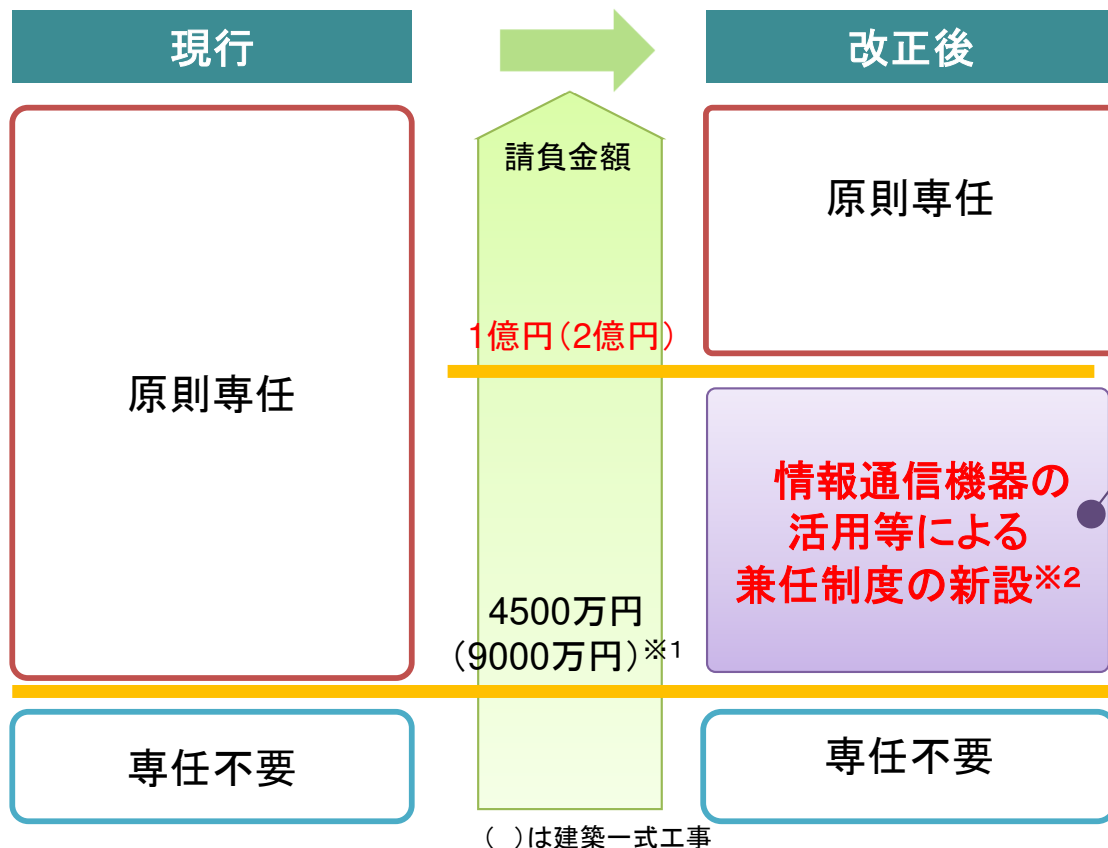 現行
改正後
請負金額
原則専任
1億円(2億円)
原則専任
情報通信機器の
活用等による
兼任制度の新設※2
4500万円
(9000万円)※1
専任不要
専任不要
( )は建築一式工事